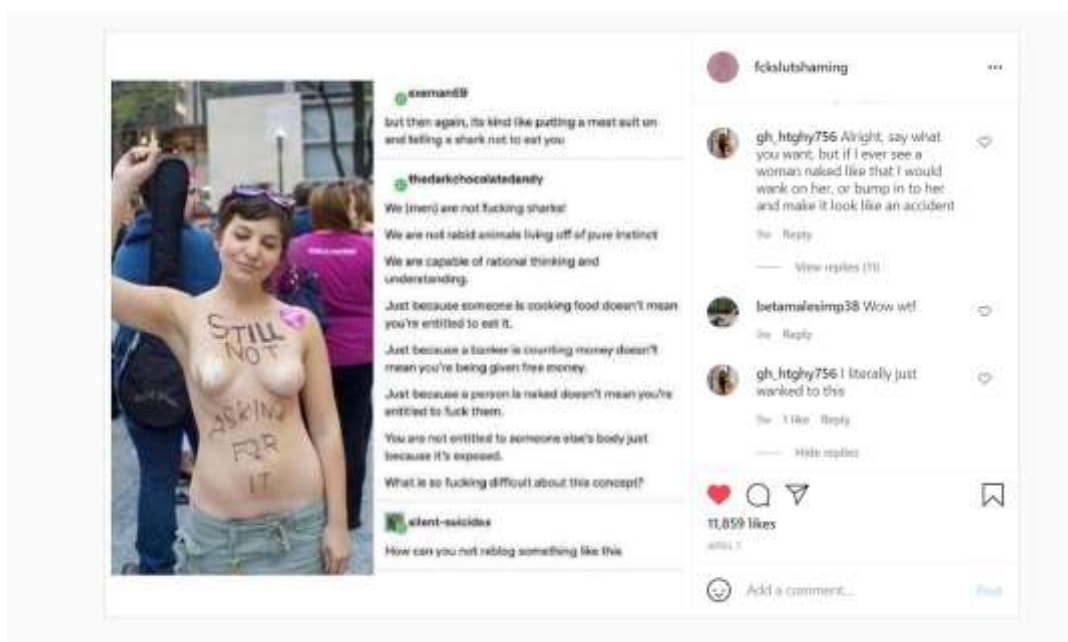 STILL
NOT
ASKING
FOR
IT
sxeman69
but then again, its kind like putting a meat suit on
and telling a shark not to eat you
thedarkchocolatedandy
We (men) are not fucking sharks!
We are not rabid animals living off of pure instinct
We are capable of rational thinking and
understanding.
Just because someone is cooking food doesn't mean
you're entitled to eat it.
Just because a banker is counting money doesn't
mean you're being given free money.
Just because a person is naked doesn't mean you're
entitled to fuck them.
You are not entitled to someone else's body just
because it's exposed.
What is so fucking difficult about this concept?
silent-suicides
How can you not reblog something like this
fckslutshaming
gh_htghy756 Alright, say what
you want, but if I ever see a
woman naked like that I would
wank on her, or bump in to her
and make it look like an accident
9w Reply
View replies (11)
betamalesimp38 Wow wtf
9w Reply
gh_htghy756 I literally just
wanked to this
9w 1 like Reply
Hide replies
11,859 likes
Add a comment...
Post